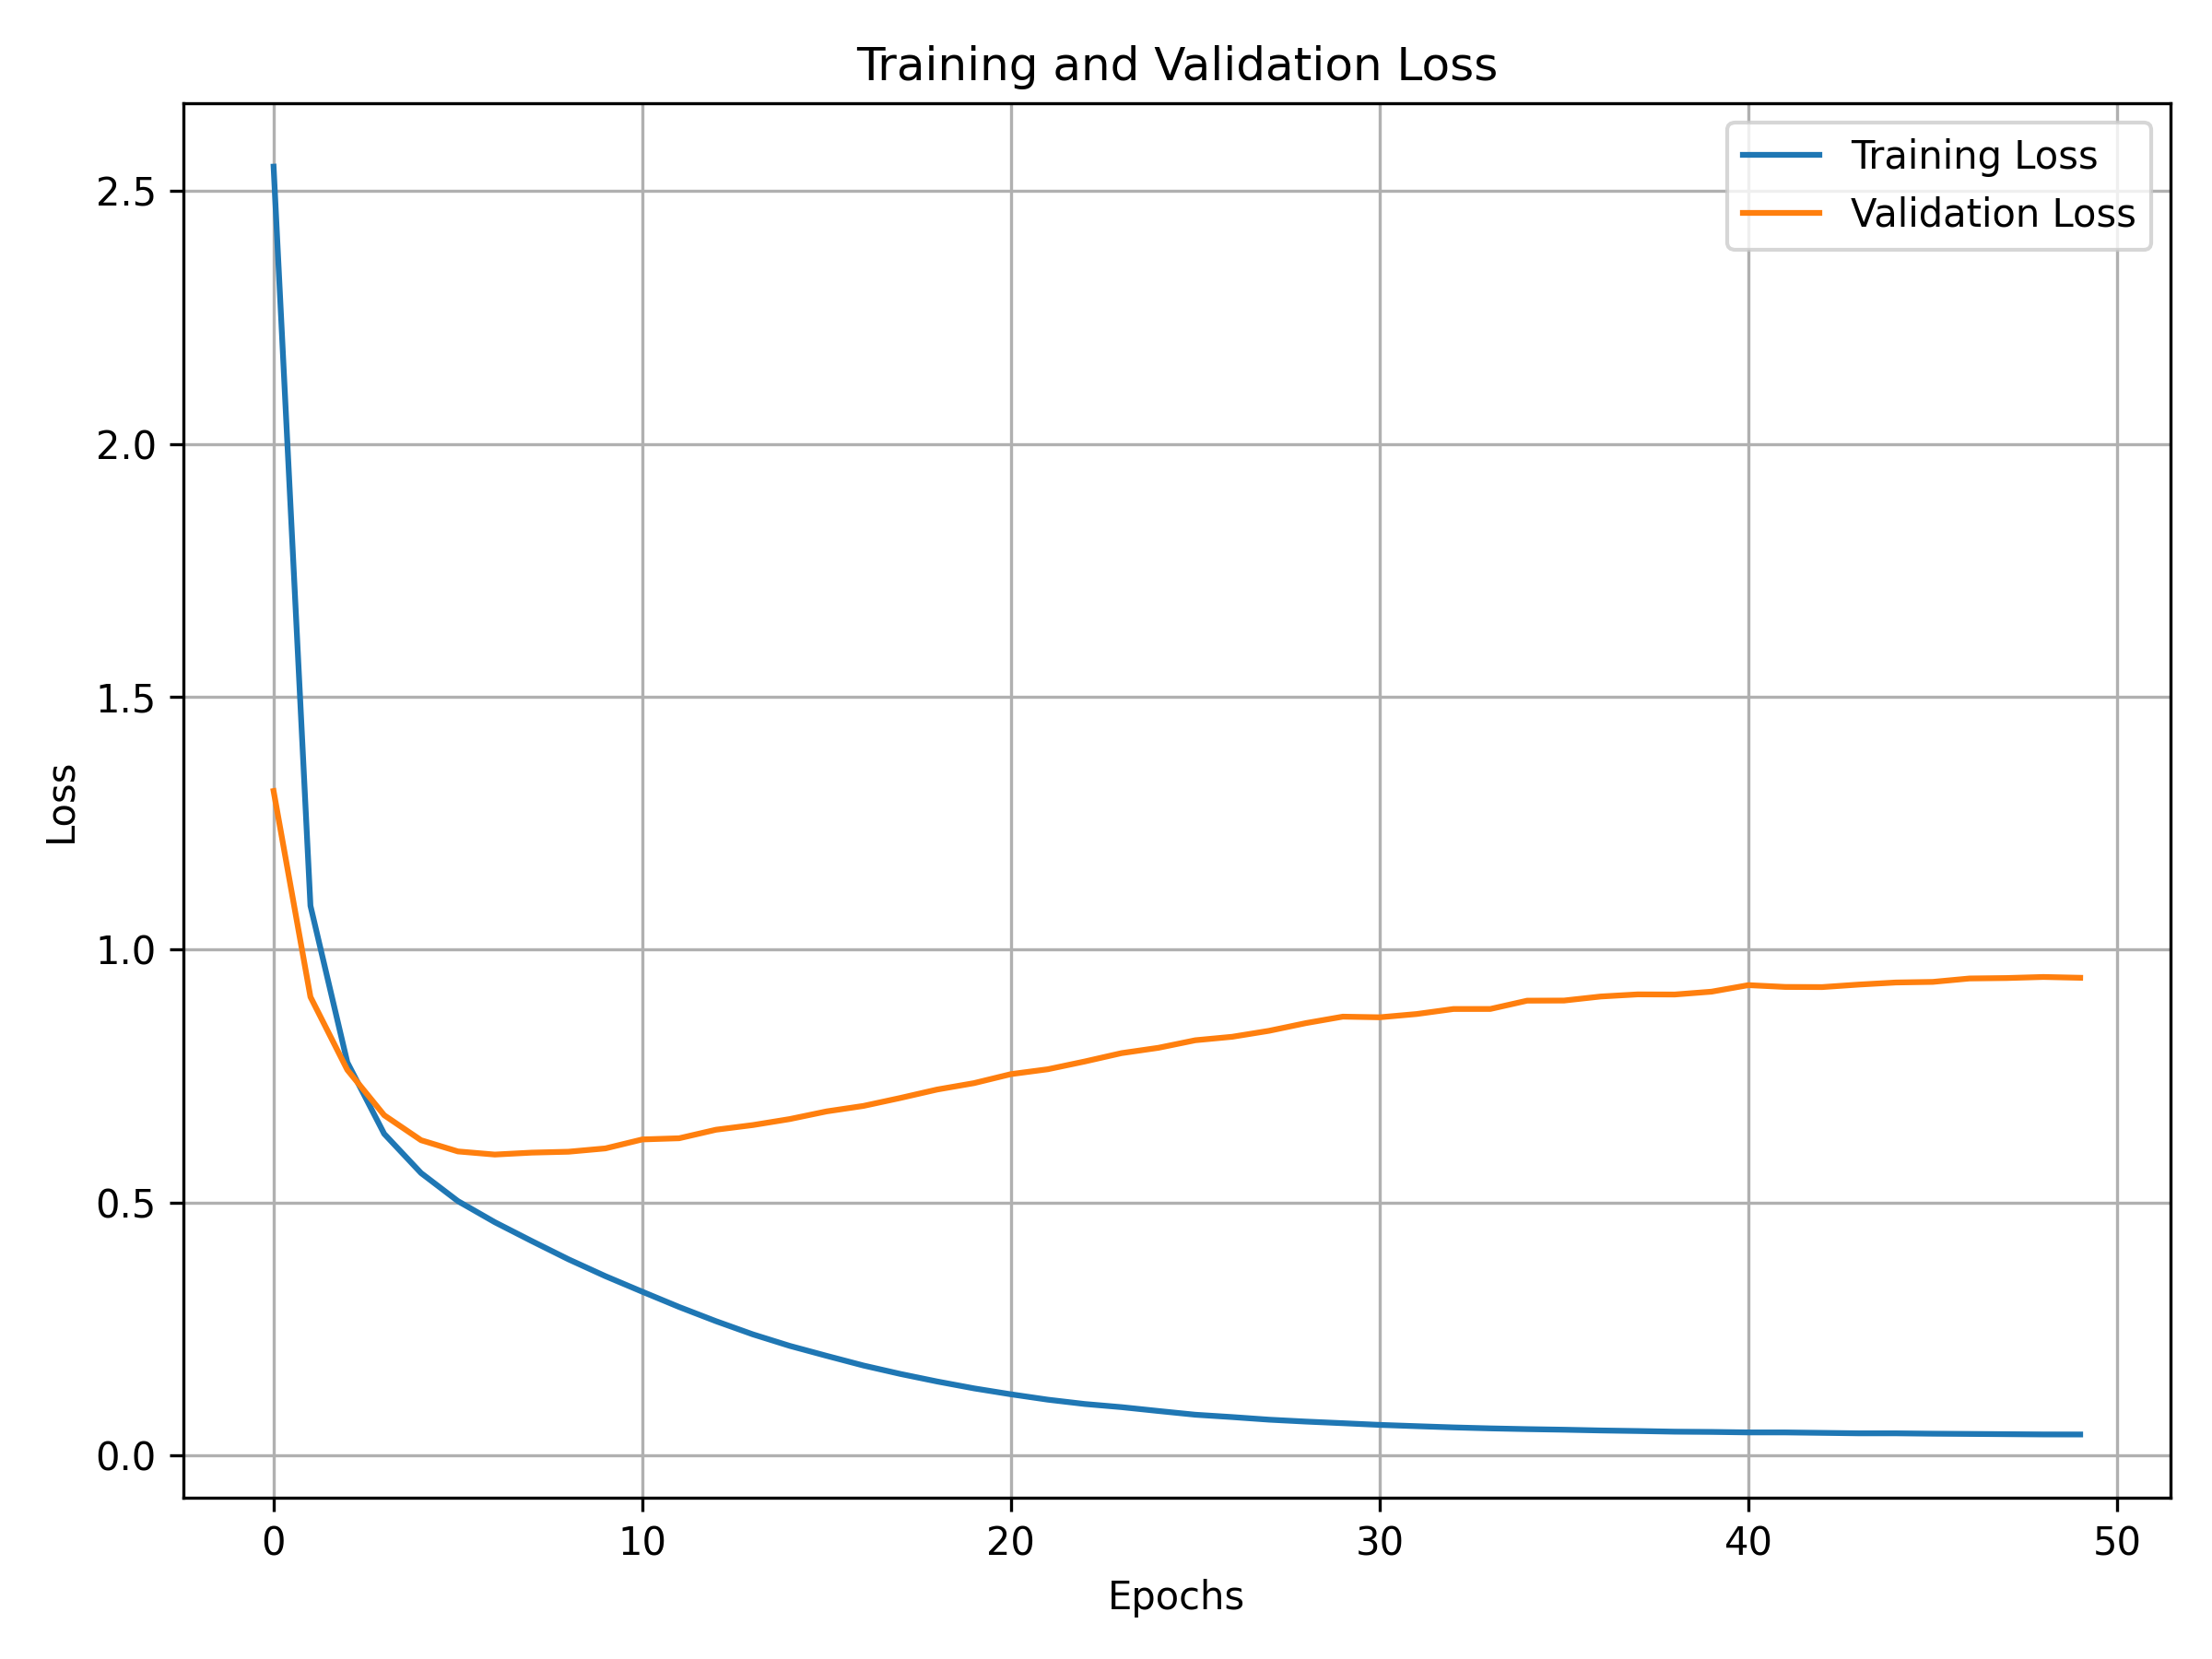 Training and Validation Loss
Training Loss
Validation Loss
Loss
2.5
2.0
1.5
1.0
0.5
0.0
0 10 20 30 40 50
Epochs